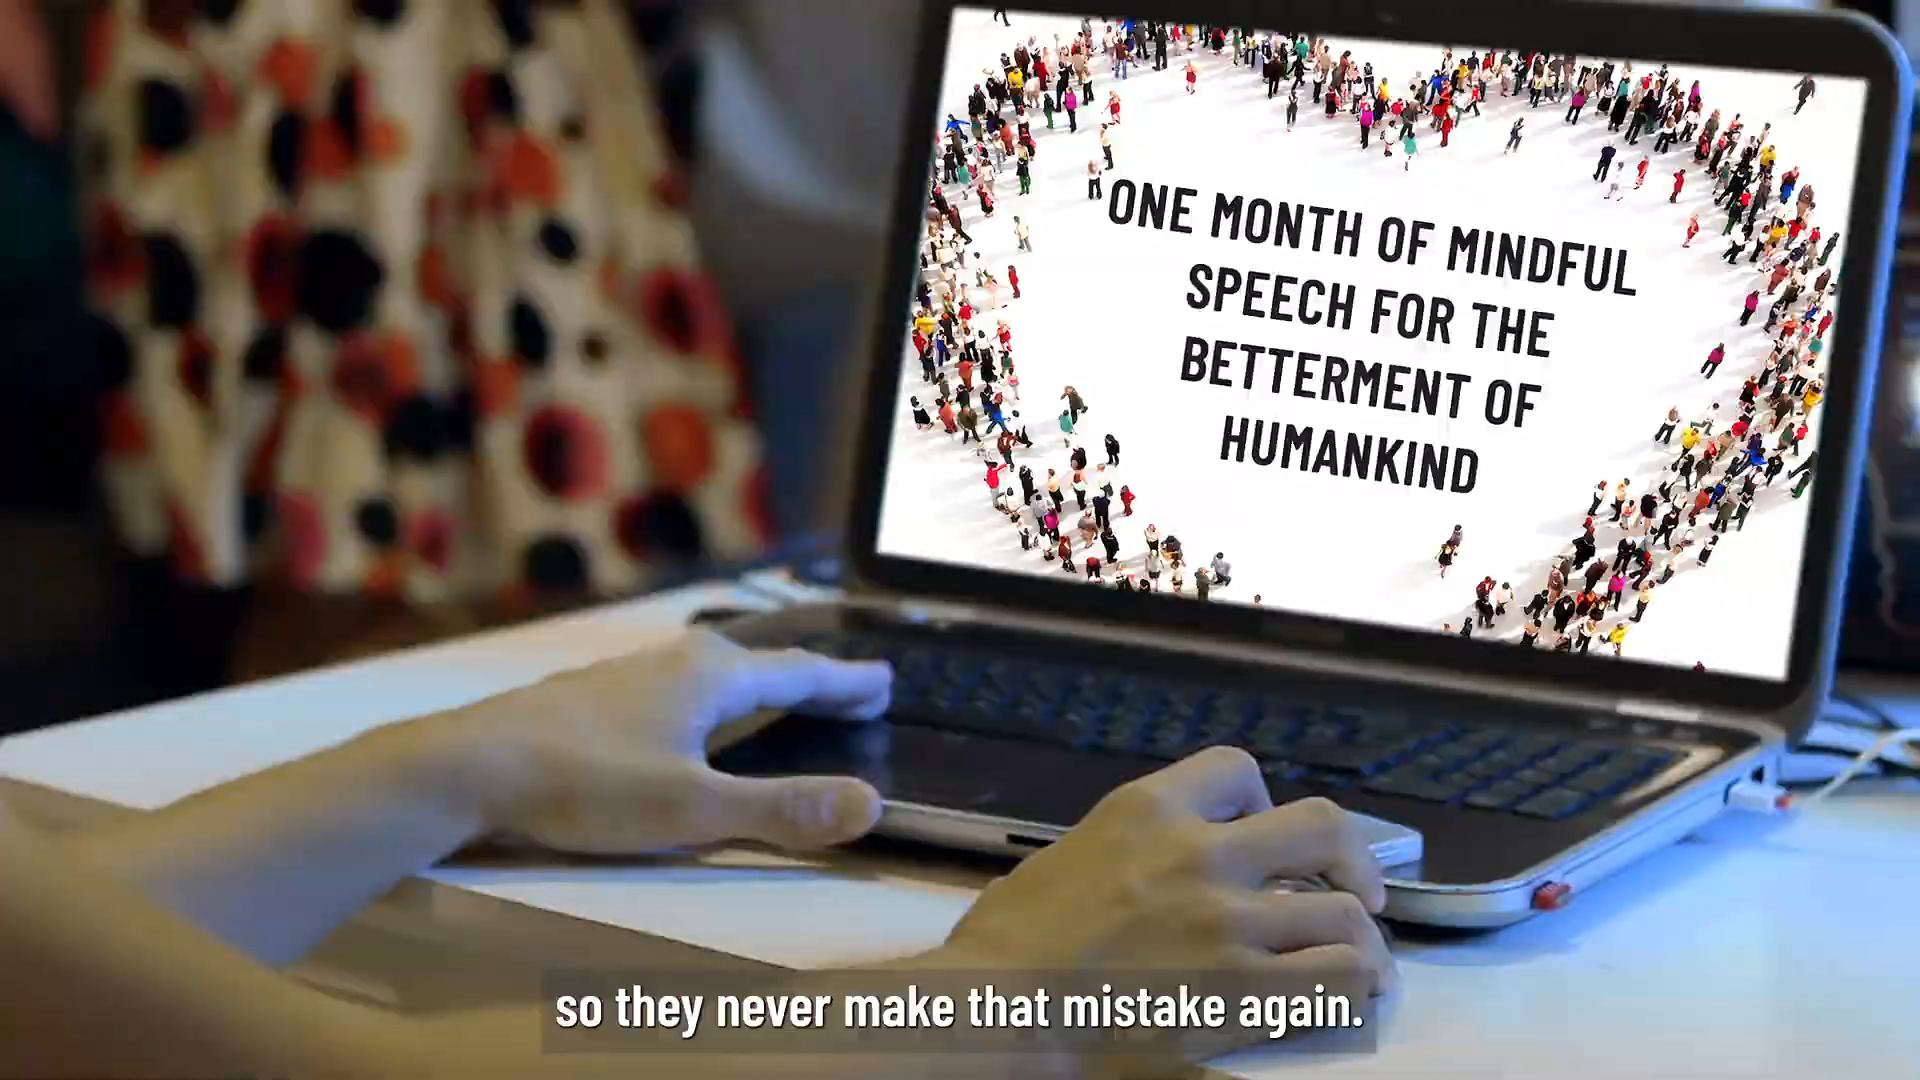 ONE MONTH OF MINDFUL
SPEECH FOR THE
BETTERMENT OF
HUMANKIND
so they never make that mistake again.